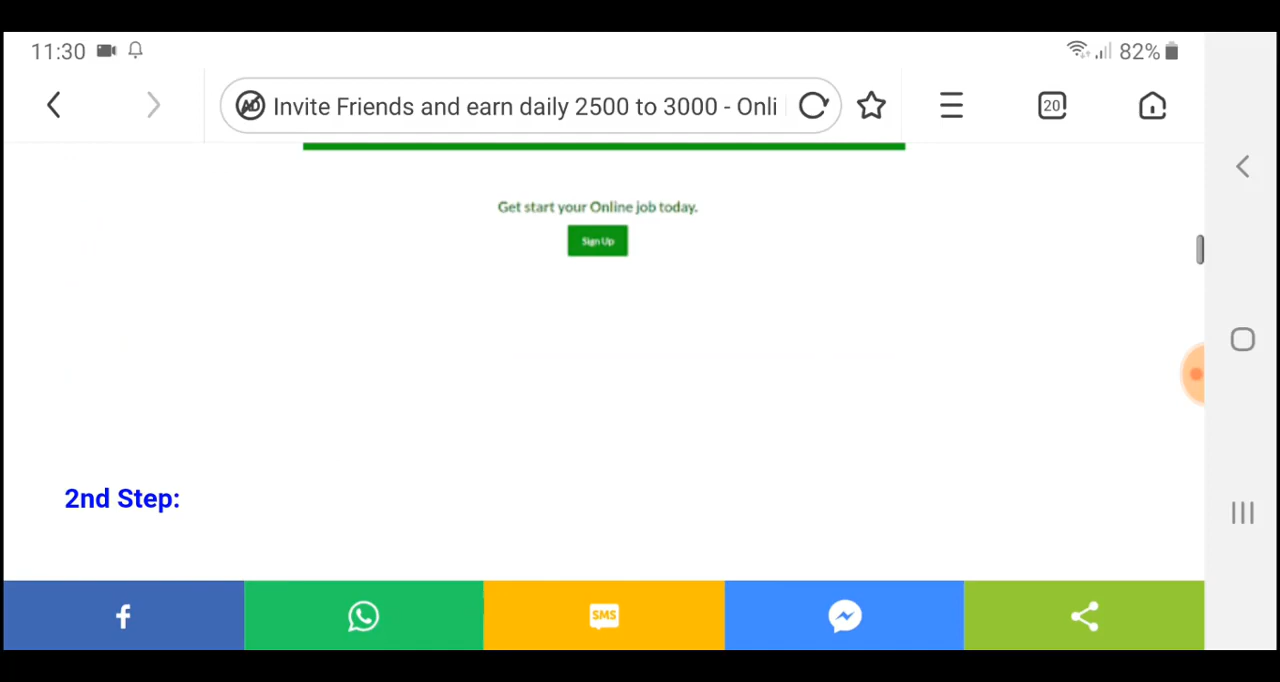 11:30
82%
AD Invite Friends and earn daily 2500 to 3000 - Onli
20
Get start your Online job today.
Sign Up
2nd Step:
f
SMS